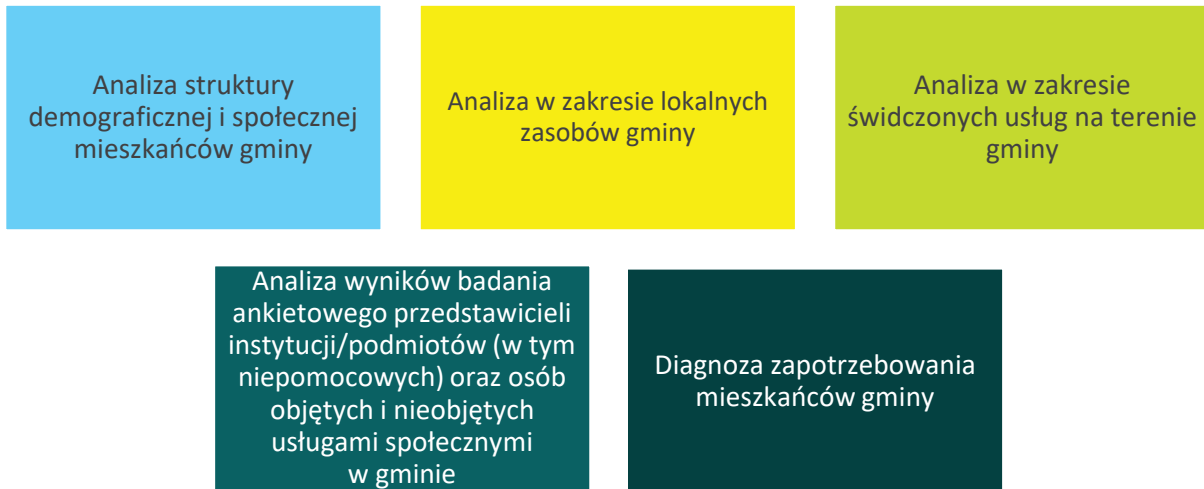 Analiza struktury
demograficznej i społecznej
mieszkańców gminy
Analiza w zakresie lokalnych
zasobów gminy
Analiza w zakresie
świdczonych usług na terenie
gminy
Analiza wyników badania
ankietowego przedstawicieli
instytucji/podmiotów (w tym
niepomocowych) oraz osób
objętych i nieobjętych
usługami społecznymi
w gminie
Diagnoza zapotrzebowania
mieszkańców gminy